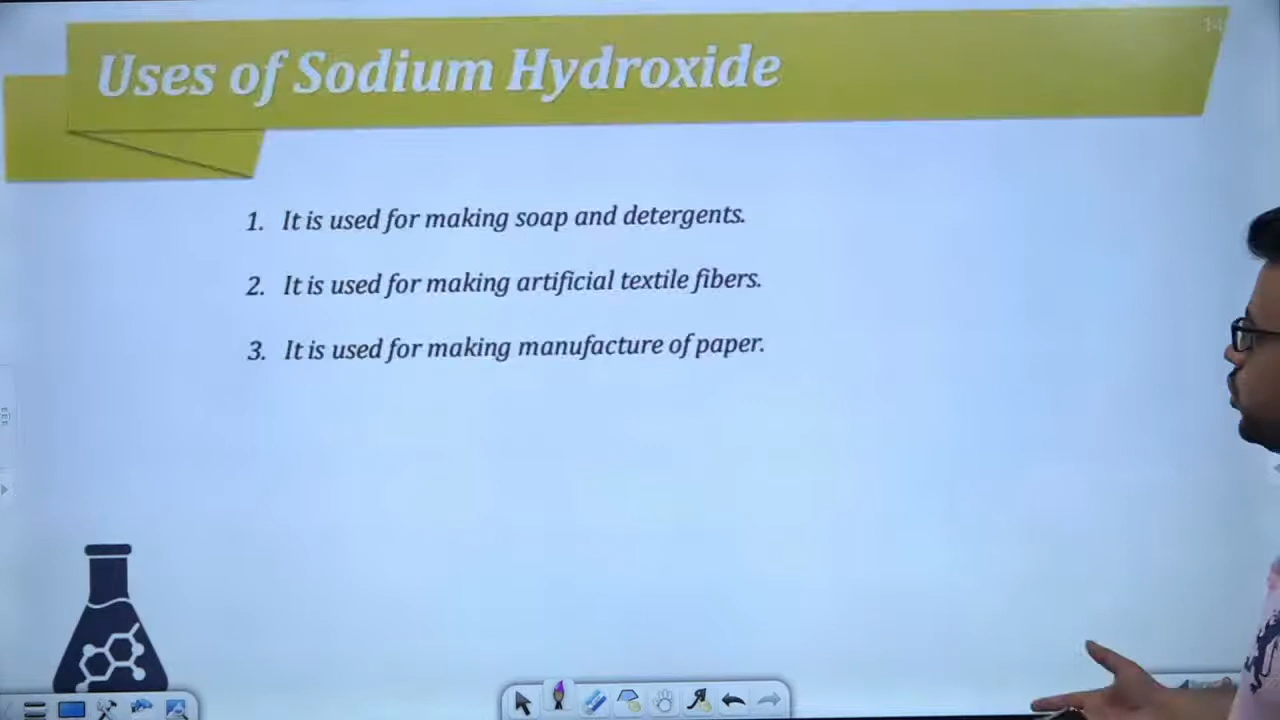 14
Uses of Sodium Hydroxide
1. It is used for making soap and detergents.
2. It is used for making artificial textile fibers.
3. It is used for making manufacture of paper.